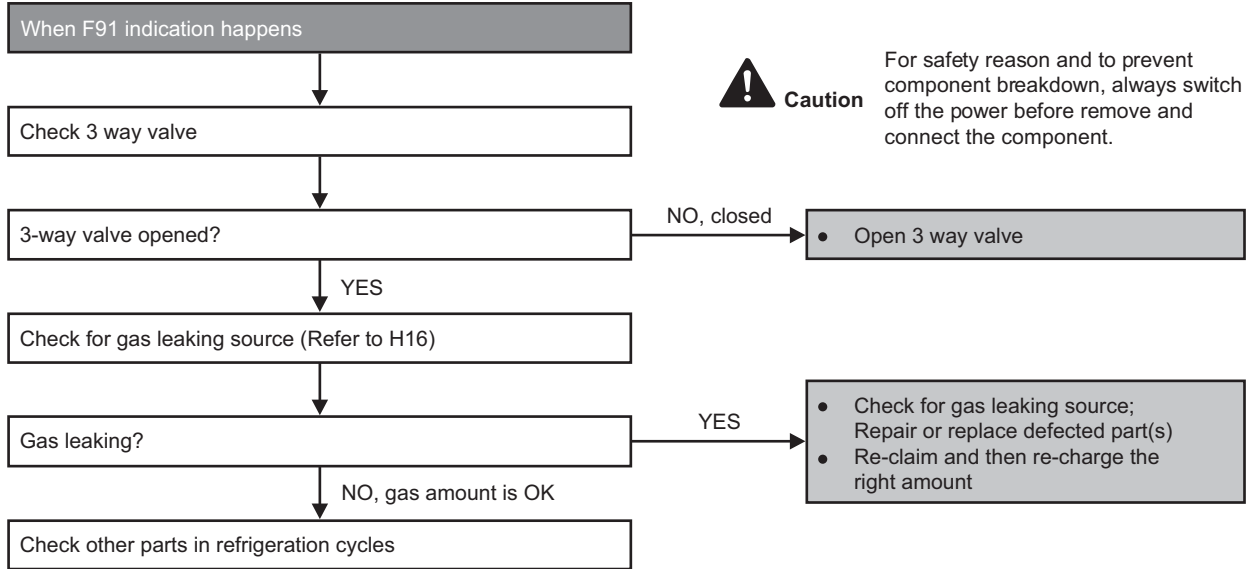 When F91 indication happens
For safety reason and to prevent
component breakdown, always switch
off the power before remove and
connect the component.
Caution
Check 3 way valve
3-way valve opened?
NO, closed
● Open 3 way valve
YES
Check for gas leaking source (Refer to H16)
Gas leaking?
YES
● Check for gas leaking source;
Repair or replace defected part(s)
● Re-claim and then re-charge the
right amount
NO, gas amount is OK
Check other parts in refrigeration cycles